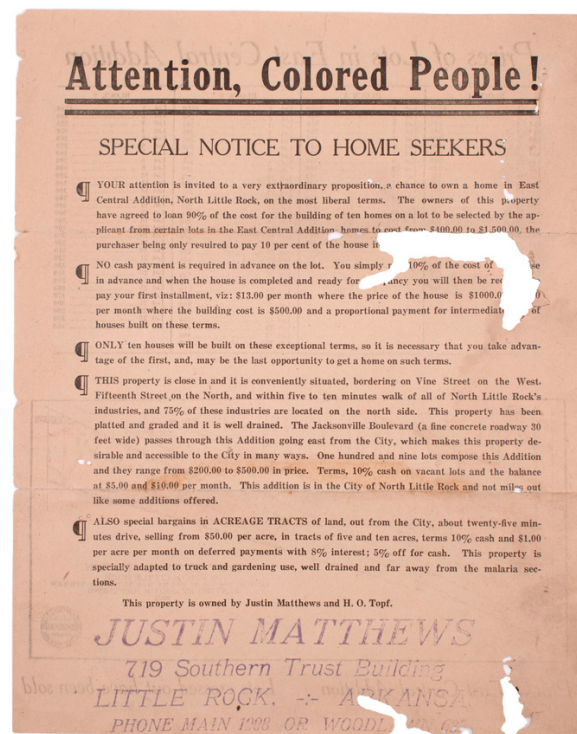 Attention, Colored People!
SPECIAL NOTICE TO HOME SEEKERS
¶ YOUR attention is invited to a very extraordinary proposition, a chance to own a home in East
Central Addition, North Little Rock, on the most liberal terms. The owners of this property
have agreed to loan 90% of the cost for the building of ten homes on a lot to be selected by the ap-
plicant from certain lots in the East Central Addition, homes to cost from $400.00 to $1,500.00, the
purchaser being only required to pay 10 per cent of the house in
¶ NO cash payment is required in advance on the lot. You simply 10% of the cost of
in advance and when the house is completed and ready for you will then be
pay your first installment, viz: $13.00 per month where the price of the house is
per month where the building cost is $500.00 and a proportional payment for of
houses built on these terms.
¶ ONLY ten houses will be built on these exceptional terms, so it is necessary that you take advan-
tage of the first, and, may be the last opportunity to get a home on such terms.
¶ THIS property is close in and it is conveniently situated, bordering on Vine Street on the West.
Fifteenth Street on the North, and within five to ten minutes walk of all of North Little Rock's
industries, and 75% of these industries are located on the north side. This property has been
platted and graded and it is well drained. The Jacksonville Boulevard (a fine concrete roadway 30
feet wide) passes through this Addition going east from the City, which makes this property de-
sirable and accessible to the City in many ways. One hundred and nine lots compose this Addition
and they range from $200.00 to $500.00 in price. Terms, 10% cash on vacant lots and the balance
at $5.00 and $10.00 per month. This addition is in the City of North Little Rock and not miles out
like some additions offered.
¶ ALSO special bargains in ACREAGE TRACTS of land, out from the City, about twenty-five min-
utes drive, selling from $50.00 per acre, in tracts of five and ten acres, terms 10% cash and $1.00
per acre per month on deferred payments with 8% interest; 5% off for cash. This property is
specially adapted to truck and gardening use, well drained and far away from the malaria sec-
tions.
This property is owned by Justin Matthews and H. O. Topf.
JUSTIN MATTHEWS
719 Southern Trust Building
LITTLE ROCK, -:-
PHONE MAIN OR